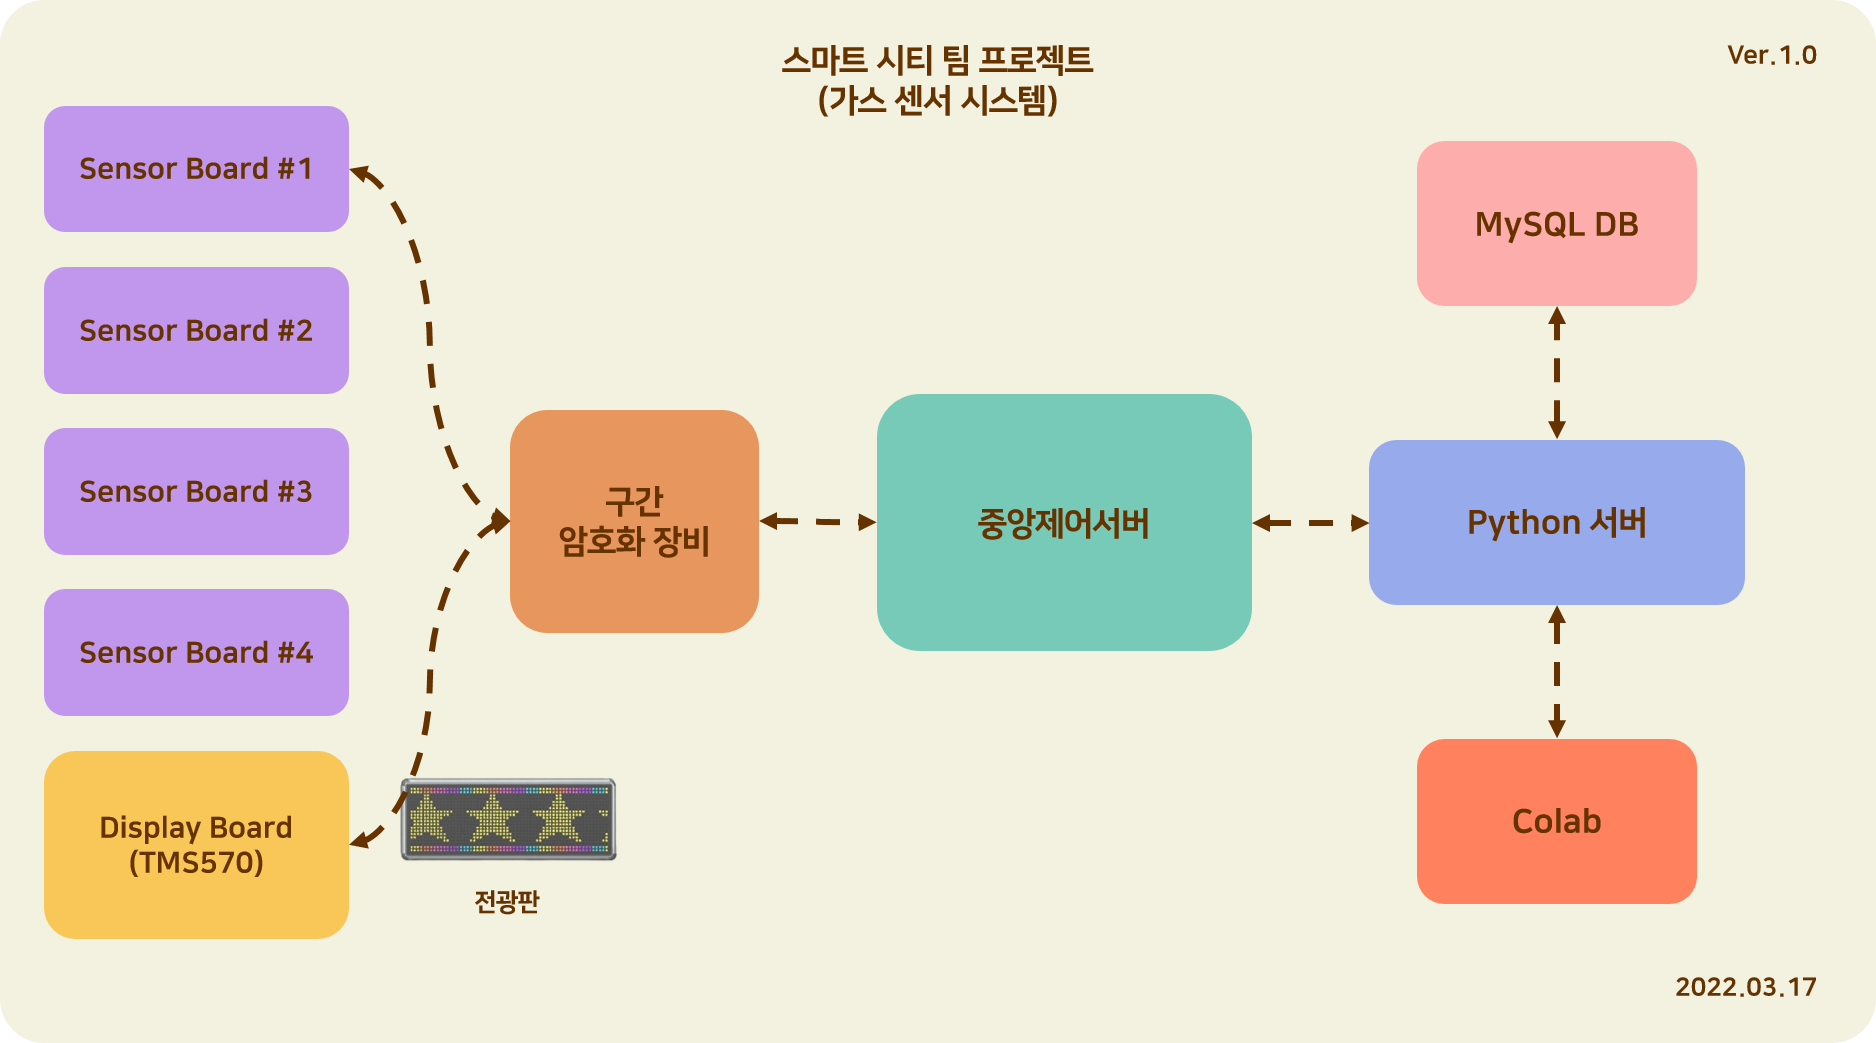 스마트 시티 팀 프로젝트
(가스 센서 시스템)
Ver.1.0
Sensor Board #1
Sensor Board #2
Sensor Board #3
Sensor Board #4
Display Board
(TMS570)
전광판
구간
암호화 장비
중앙제어서버
MySQL DB
Python 서버
Colab
2022.03.17